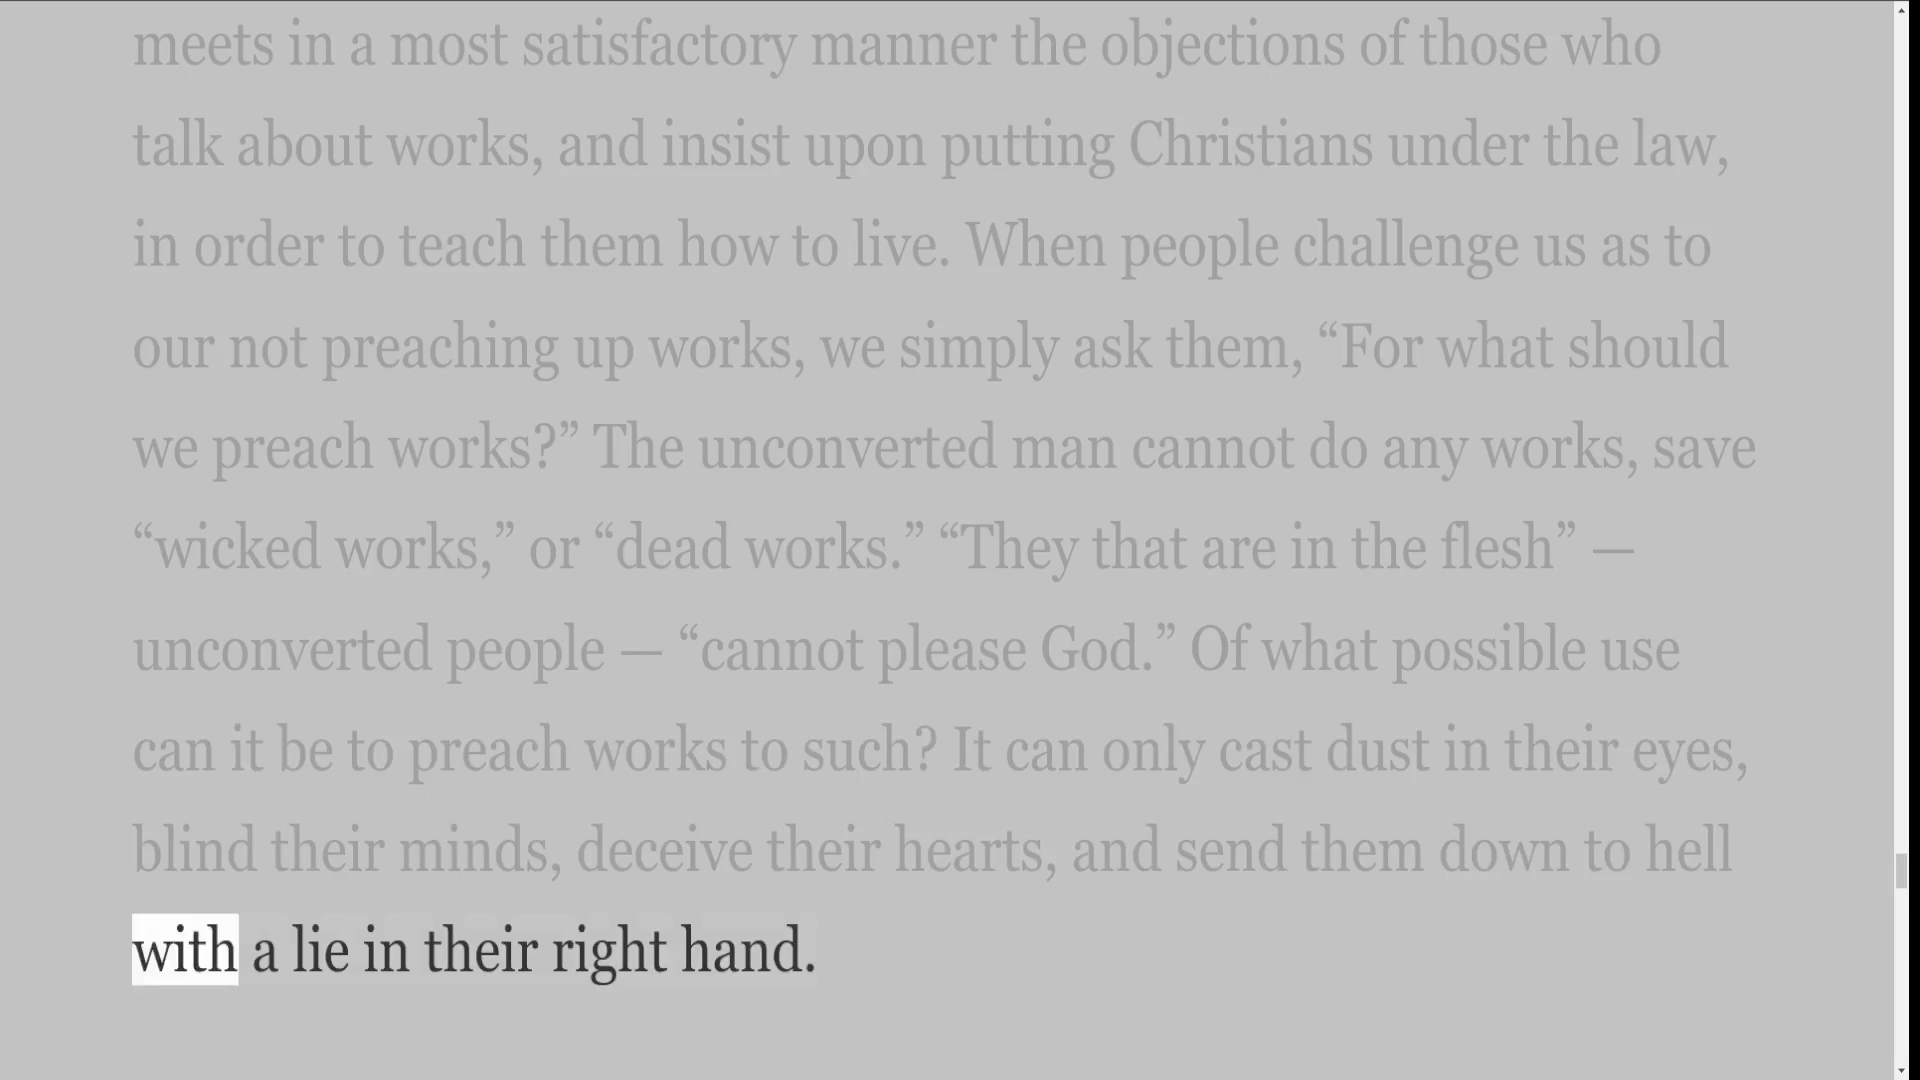 meets in a most satisfactory manner the objections of those who
talk about works, and insist upon putting Christians under the law,
in order to teach them how to live. When people challenge us as to
our not preaching up works, we simply ask them, “For what should
we preach works?” The unconverted man cannot do any works, save
“wicked works,” or “dead works.” “They that are in the flesh” —
unconverted people — “cannot please God.” Of what possible use
can it be to preach works to such? It can only cast dust in their eyes,
blind their minds, deceive their hearts, and send them down to hell
with a lie in their right hand.